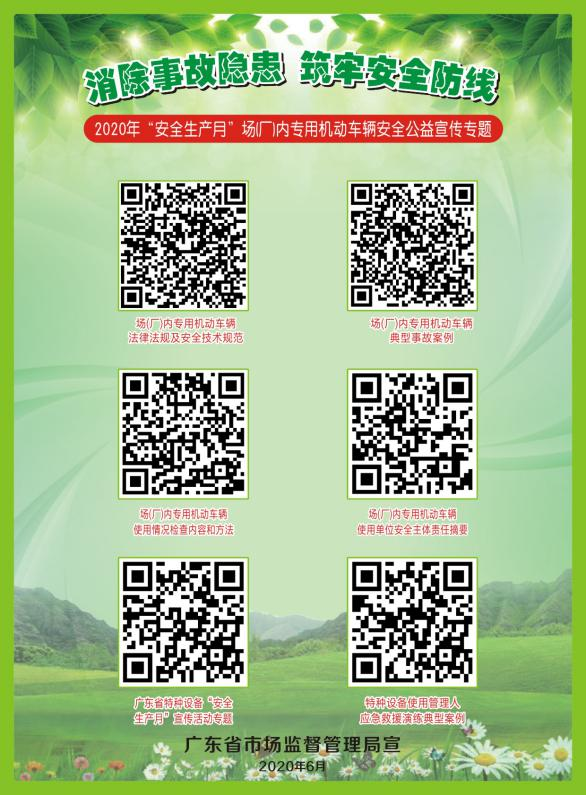 消除事故隐患 筑牢安全防线
2020年“安全生产月”场(厂)内专用机动车辆安全公益宣传专题
场(厂)内专用机动车辆
法律法规及安全技术规范
场(厂)内专用机动车辆
典型事故案例
场(厂)内专用机动车辆
使用情况检查内容和方法
场(厂)内专用机动车辆
使用单位安全主体责任摘要
广东省特种设备“安全
生产月”宣传活动专题
特种设备使用管理人
应急救援演练典型案例
广东省市场监督管理局宣
2020年6月